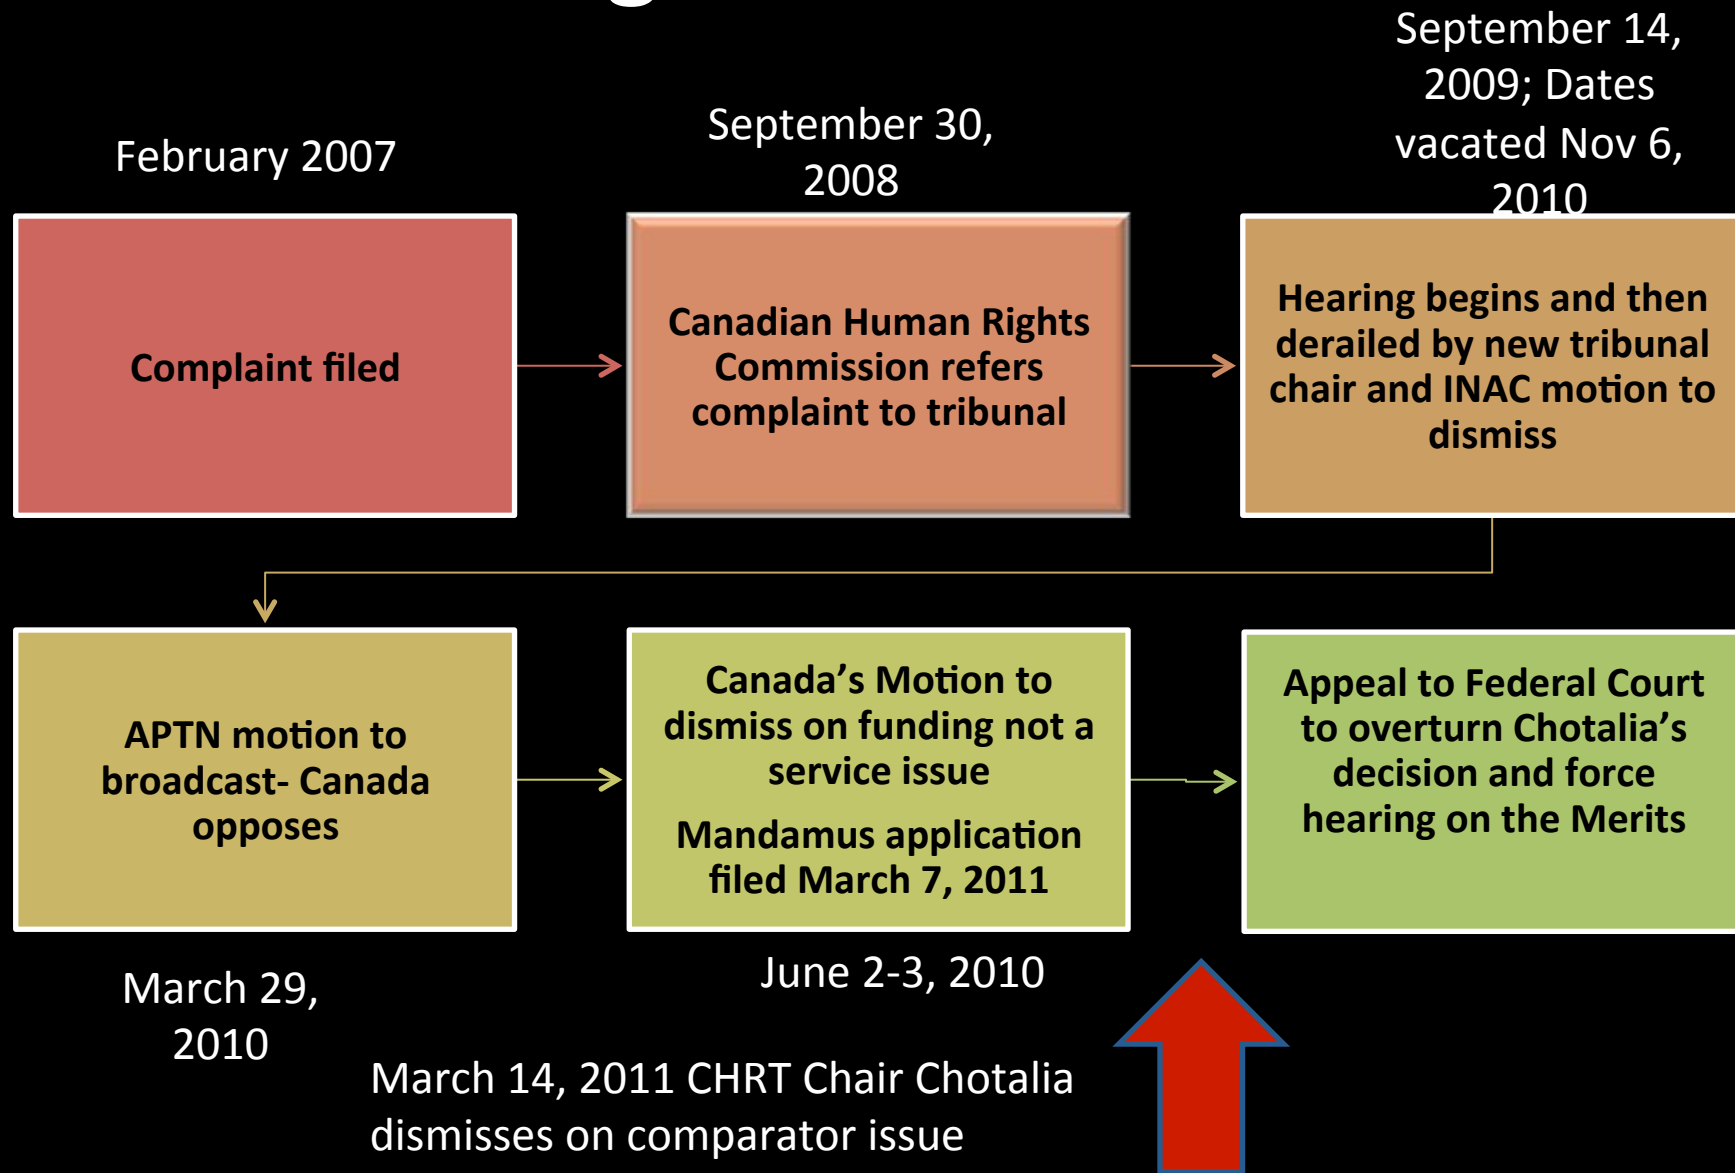 February 2007
September 30,
2008
September 14,
2009; Dates
vacated Nov 6,
2010
Complaint filed
Canadian Human Rights
Commission refers
complaint to tribunal
Hearing begins and then
derailed by new tribunal
chair and INAC motion to
dismiss
APTN motion to
broadcast- Canada
opposes
Canada’s Motion to
dismiss on funding not a
service issue
Mandamus application
filed March 7, 2011
Appeal to Federal Court
to overturn Chotalia’s
decision and force
hearing on the Merits
March 29,
2010
June 2-3, 2010
March 14, 2011 CHRT Chair Chotalia
dismisses on comparator issue